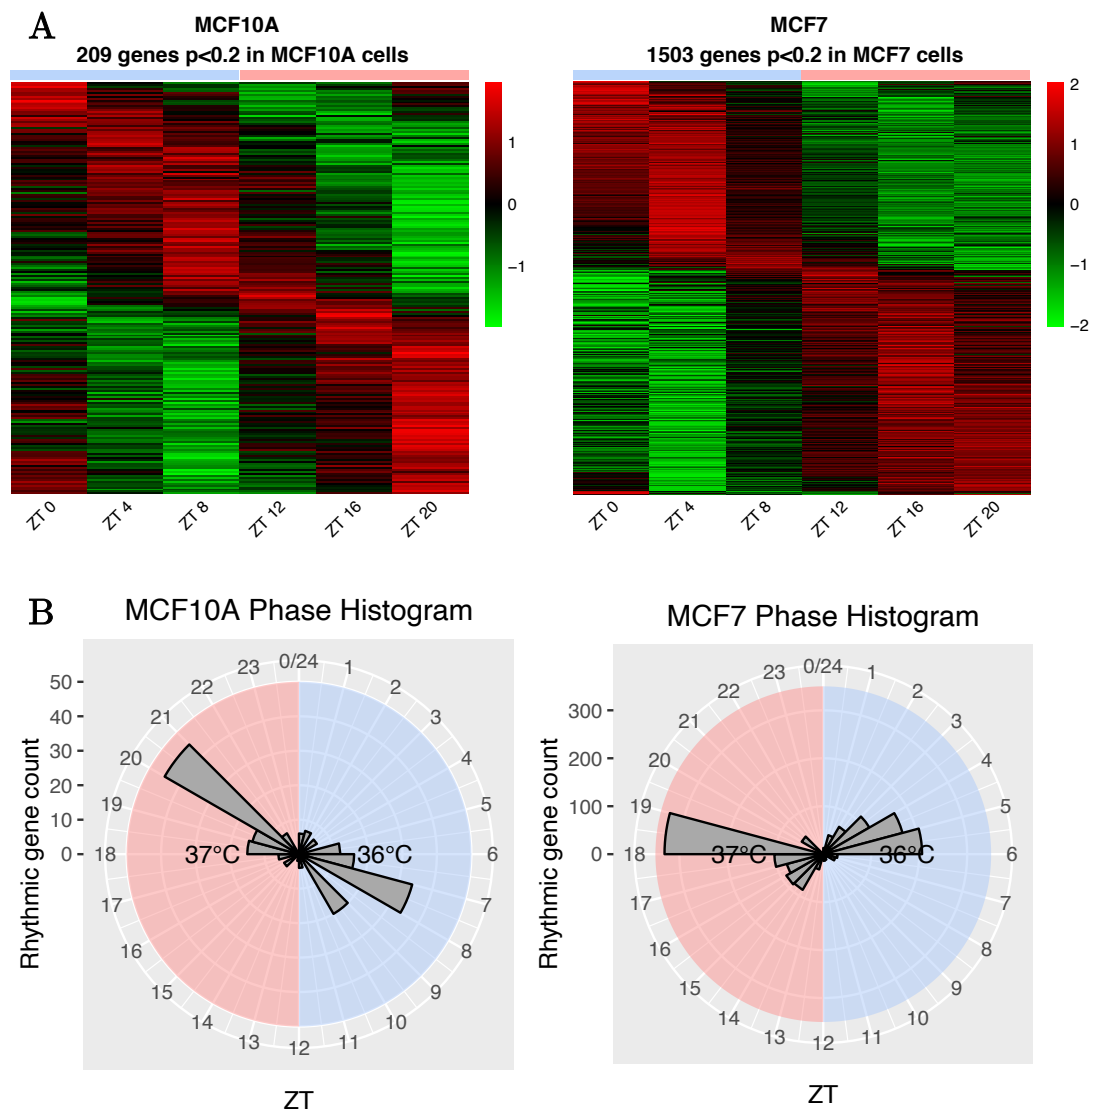 A
MCF10A
209 genes p<0.2 in MCF10A cells
1
0
−1
ZT 0
ZT 4
ZT 8
ZT 12
ZT 16
ZT 20
MCF7
1503 genes p<0.2 in MCF7 cells
2
1
0
−1
−2
ZT 0
ZT 4
ZT 8
ZT 12
ZT 16
ZT 20
B
MCF10A Phase Histogram
Rhythmic gene count
50
40
30
20
10
0
0/24
1
2
3
4
5
6
7
8
9
10
11
12
13
14
15
16
17
18
19
20
21
22
23
37°C
36°C
ZT
MCF7 Phase Histogram
Rhythmic gene count
300
200
100
0
0/24
1
2
3
4
5
6
7
8
9
10
11
12
13
14
15
16
17
18
19
20
21
22
23
37°C
36°C
ZT